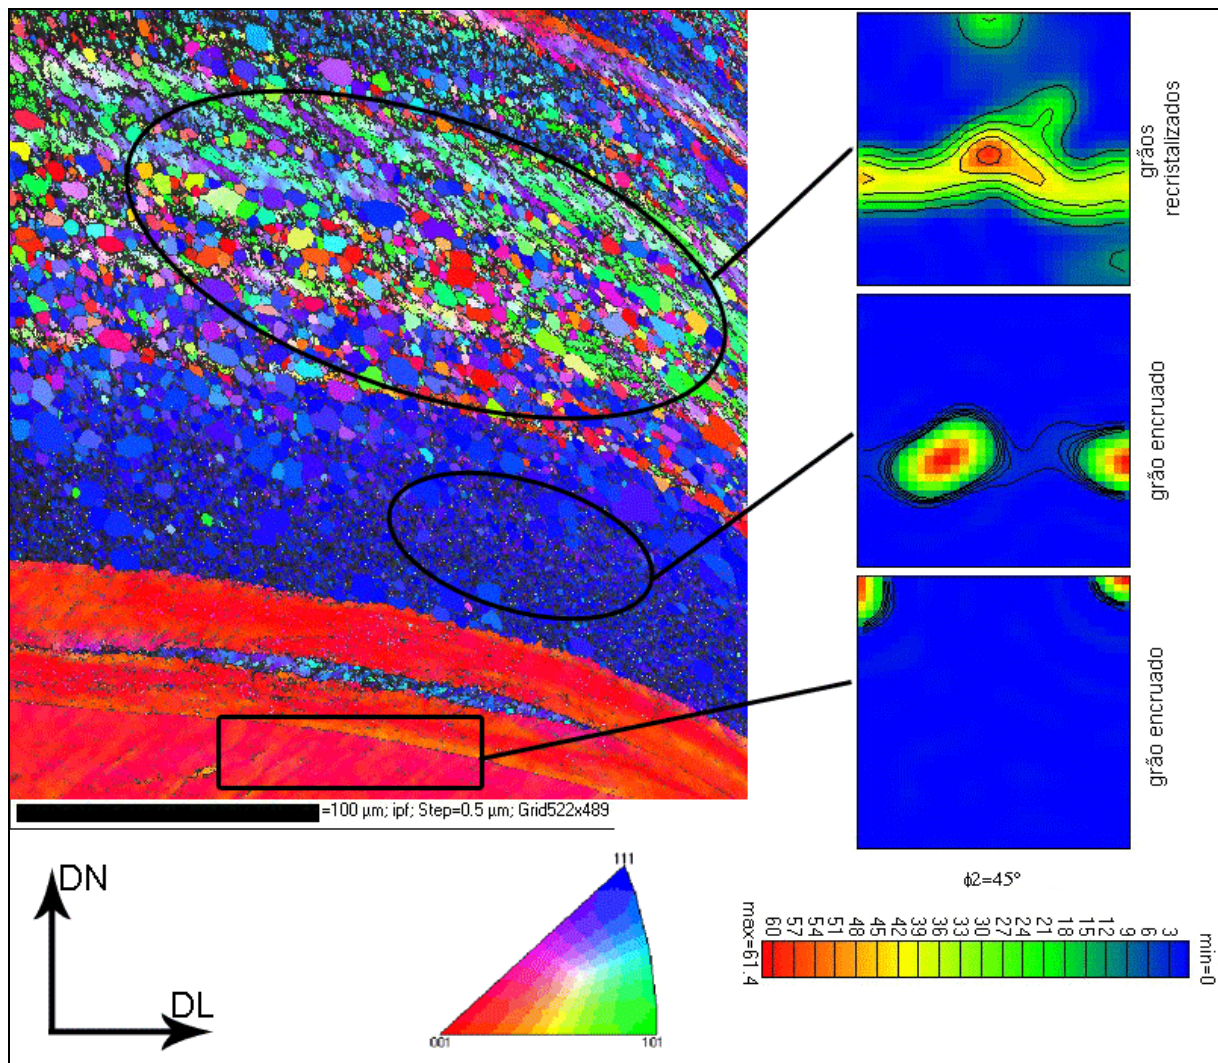 grãos
recristalizados
grão encruado
grão encruado
=100 µm; ipf; Step=0.5 µm; Grid522x489
ϕ2=45°
DN
DL
111
001
101
max=61.4
60
57
54
51
48
45
42
39
36
33
30
27
24
21
18
15
12
9
6
3
min=0